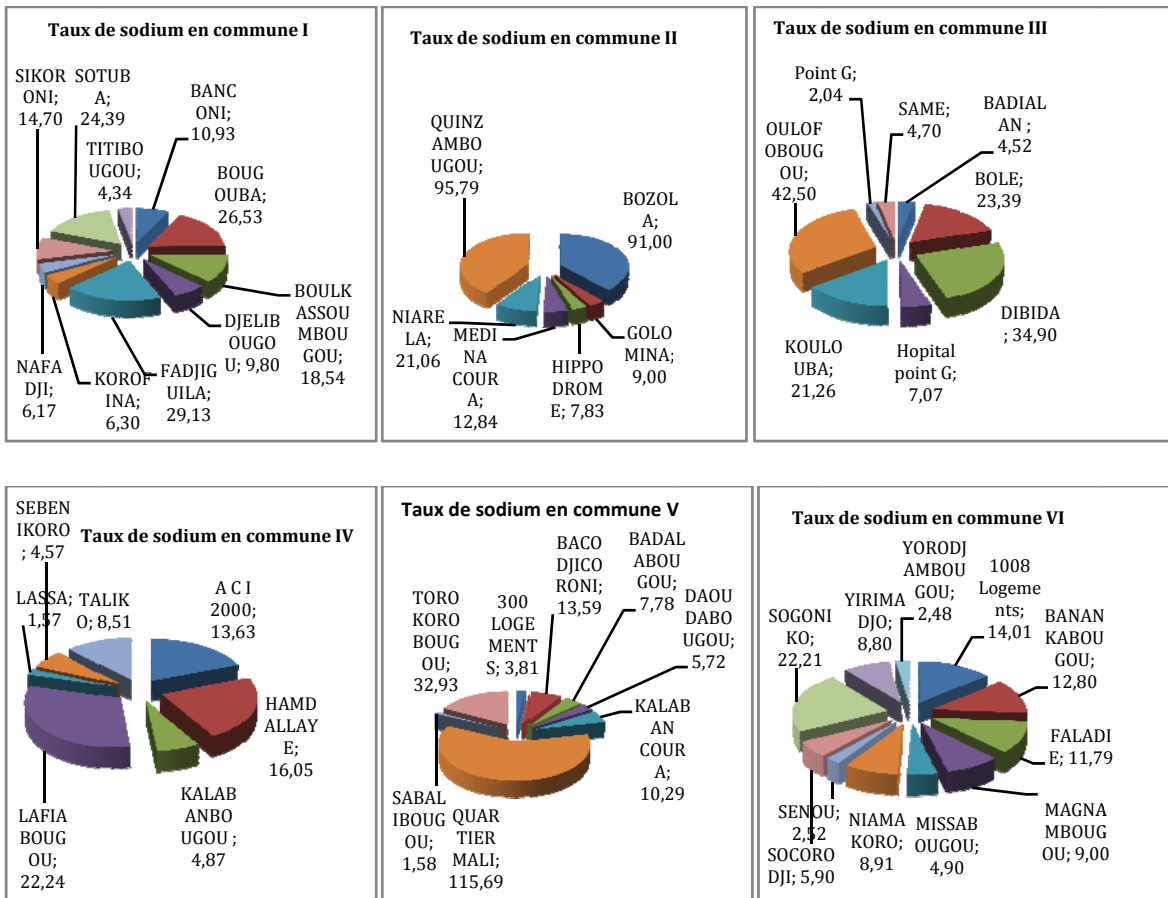 Taux de sodium en commune I
SIKOR
ONI;
14,70
SOTUB
A;
24,39
TITIBO
UGOU;
4,34
BANC
ONI;
10,93
BOUG
OUBA;
26,53
BOULK
ASSOU
MBOU
GOU;
18,54
DJELIB
OUGO
U; 9,80
FADJIG
UILA;
29,13
KOROF
INA;
6,30
NAFA
DJI;
6,17
Taux de sodium en commune II
QUINZ
AMBO
UGOU;
95,79
BOZOL
A;
91,00
GOLO
MINA;
9,00
HIPPO
DROM
E; 7,83
MEDI
NA
COUR
A;
12,84
NIARE
LA;
21,06
Taux de sodium en commune III
Point G;
2,04
SAME;
4,70
BADIAL
AN ;
4,52
OULOF
OBOUG
OU;
42,50
BOLE;
23,39
DIBIDA;
34,90
Hopital
point G;
7,07
KOULO
UBA;
21,26
Taux de sodium en commune IV
SEBEN
IKORO
; 4,57
LASSA;
1,57
TALIK
O; 8,51
A C I
2000;
13,63
HAMD
ALLAY
E;
16,05
KALAB
ANBO
UGOU ;
4,87
LAFIA
BOUG
OU;
22,24
Taux de sodium en commune V
TORO
KORO
BOUG
OU;
32,93
300
LOGE
MENT
S; 3,81
BACO
DJICO
RONI;
13,59
BADAL
ABOU
GOU;
7,78
DAOU
DABO
UGOU;
5,72
KALAB
AN
COUR
A;
10,29
QUAR
TIER
MALI;
115,69
SABAL
IBOUG
OU;
1,58
Taux de sodium en commune VI
SOGONI
KO;
22,21
YIRIMA
DJO;
8,80
YORODJ
AMBOU
GOU;
2,48
1008
Logeme
nts;
14,01
BANAN
KABOU
GOU;
12,80
FALADI
E; 11,79
MAGNA
MBOUG
OU; 9,00
MISSAB
OUGOU;
4,90
NIAMA
KORO;
8,91
SENOU;
2,52
SOCORO
DJI; 5,90